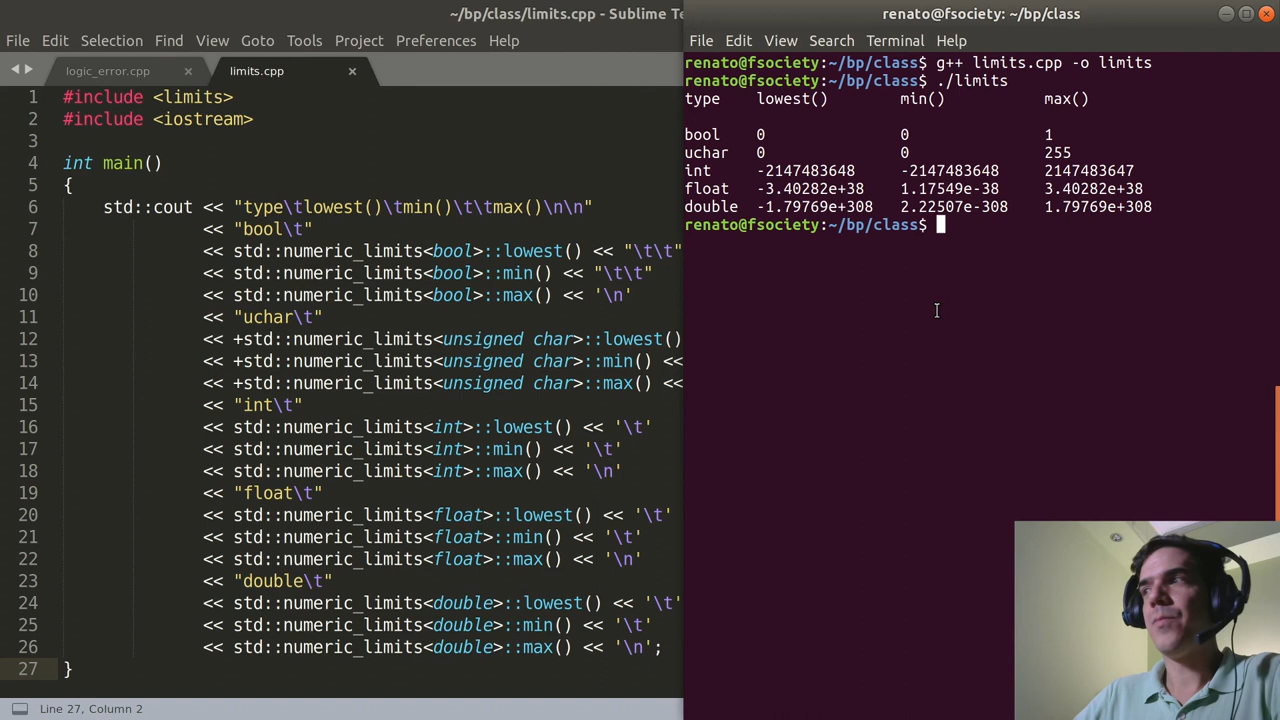 ~/bp/class/limits.cpp - Sublime Te
File Edit Selection Find View Goto Tools Project Preferences Help
logic_error.cpp × limits.cpp ×
1 #include <limits>
2 #include <iostream>
3
4 int main()
5 {
6 std::cout << "type\tlowest()\tmin()\t\tmax()\n\n"
7 << "bool\t"
8 << std::numeric_limits<bool>::lowest() << "\t\t"
9 << std::numeric_limits<bool>::min() << "\t\t"
10 << std::numeric_limits<bool>::max() << '\n'
11 << "uchar\t"
12 << +std::numeric_limits<unsigned char>::lowest()
13 << +std::numeric_limits<unsigned char>::min() <<
14 << +std::numeric_limits<unsigned char>::max() <<
15 << "int\t"
16 << std::numeric_limits<int>::lowest() << '\t'
17 << std::numeric_limits<int>::min() << '\t'
18 << std::numeric_limits<int>::max() << '\n'
19 << "float\t"
20 << std::numeric_limits<float>::lowest() << '\t'
21 << std::numeric_limits<float>::min() << '\t'
22 << std::numeric_limits<float>::max() << '\n'
23 << "double\t"
24 << std::numeric_limits<double>::lowest() << '\t'
25 << std::numeric_limits<double>::min() << '\t'
26 << std::numeric_limits<double>::max() << '\n';
27 }
Line 27, Column 2
renato@fsociety: ~/bp/class
File Edit View Search Terminal Help
renato@fsociety:~/bp/class$ g++ limits.cpp -o limits
renato@fsociety:~/bp/class$ ./limits
type lowest() min() max()
bool 0 0 1
uchar 0 0 255
int -2147483648 -2147483648 2147483647
float -3.40282e+38 1.17549e-38 3.40282e+38
double -1.79769e+308 2.22507e-308 1.79769e+308
renato@fsociety:~/bp/class$